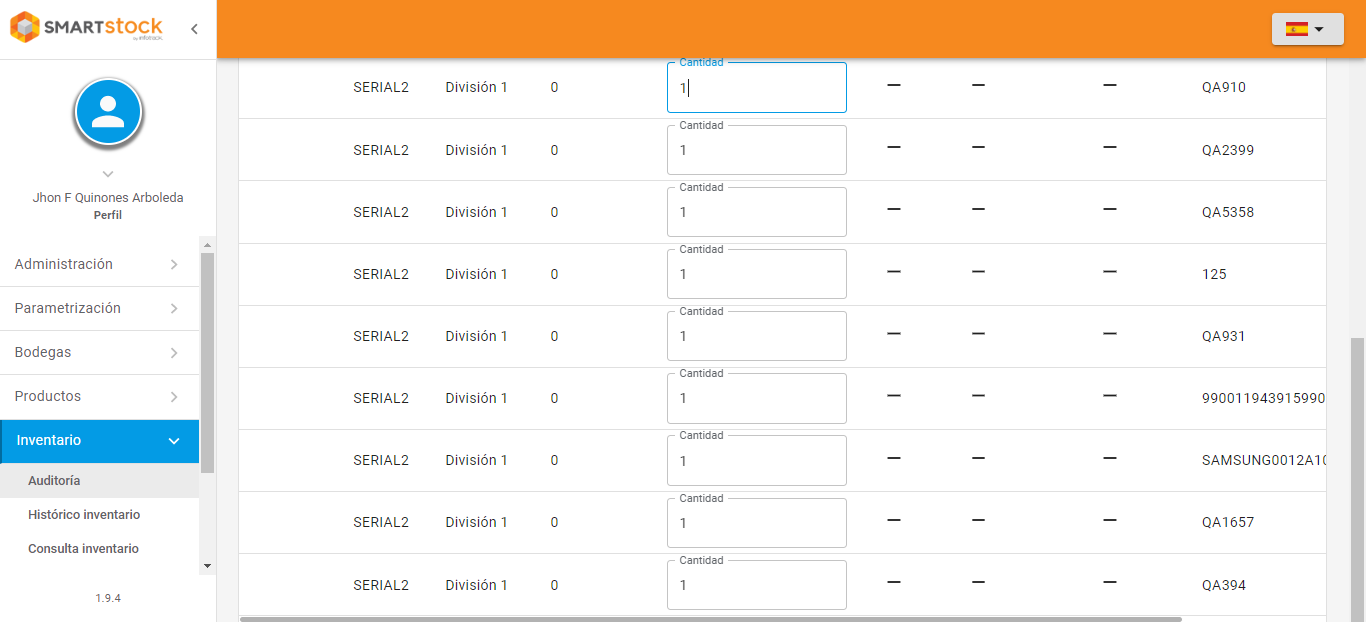 SMARTSTOCK
by infotrack
Jhon F Quinones Arboleda
Perfil
Administración
Parametrización
Bodegas
Productos
Inventario
Auditoría
Histórico inventario
Consulta inventario
1.9.4
Cantidad
SERIAL2 División 1 0 1 — — — QA910
Cantidad
SERIAL2 División 1 0 1 — — — QA2399
Cantidad
SERIAL2 División 1 0 1 — — — QA5358
Cantidad
SERIAL2 División 1 0 1 — — — 125
Cantidad
SERIAL2 División 1 0 1 — — — QA931
Cantidad
SERIAL2 División 1 0 1 — — — 990011943915990
Cantidad
SERIAL2 División 1 0 1 — — — SAMSUNG0012A10
Cantidad
SERIAL2 División 1 0 1 — — — QA1657
Cantidad
SERIAL2 División 1 0 1 — — — QA394